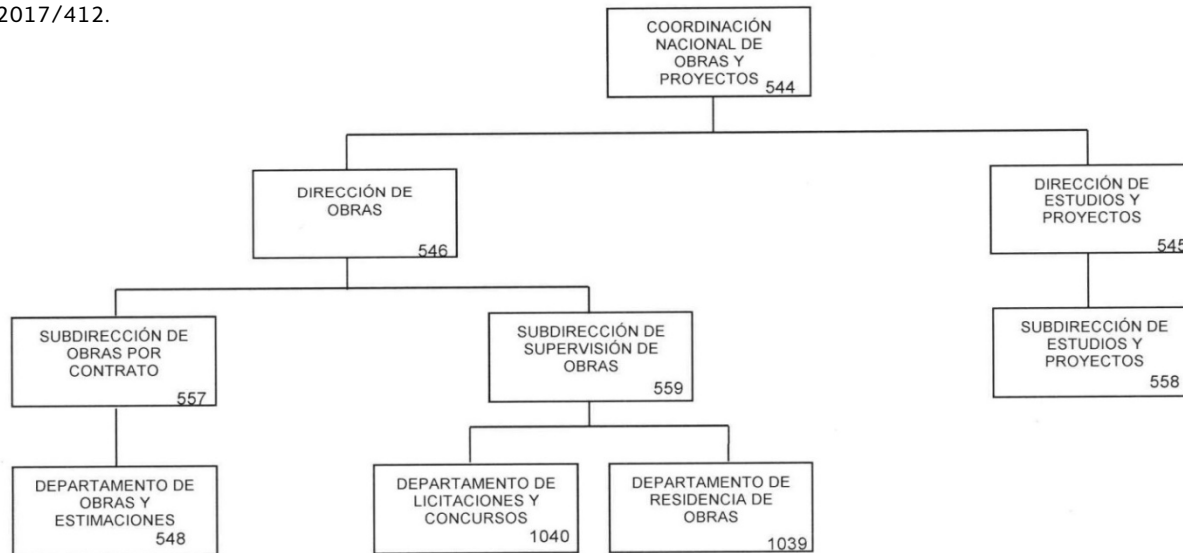 2017/412.
COORDINACIÓN
NACIONAL DE
OBRAS Y
PROYECTOS
544
DIRECCIÓN DE
OBRAS
546
DIRECCIÓN DE
ESTUDIOS Y
PROYECTOS
545
SUBDIRECCIÓN DE
OBRAS POR
CONTRATO
557
SUBDIRECCIÓN DE
SUPERVISIÓN DE
OBRAS
559
SUBDIRECCIÓN DE
ESTUDIOS Y
PROYECTOS
558
DEPARTAMENTO DE
OBRAS Y
ESTIMACIONES
548
DEPARTAMENTO DE
LICITACIONES Y
CONCURSOS
1040
DEPARTAMENTO DE
RESIDENCIA DE
OBRAS
1039